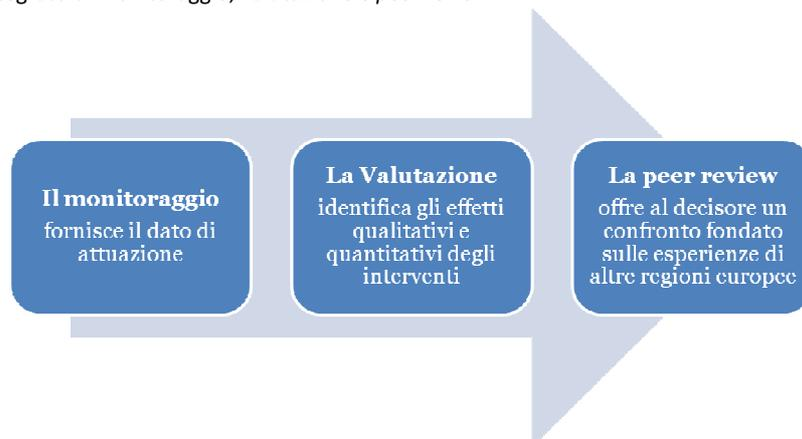 Il monitoraggio
fornisce il dato di
attuazione
La Valutazione
identifica gli effetti
qualitativi e
quantitativi degli
interventi
La peer review
offre al decisore un
confronto fondato
sulle esperienze di
altre regioni europee